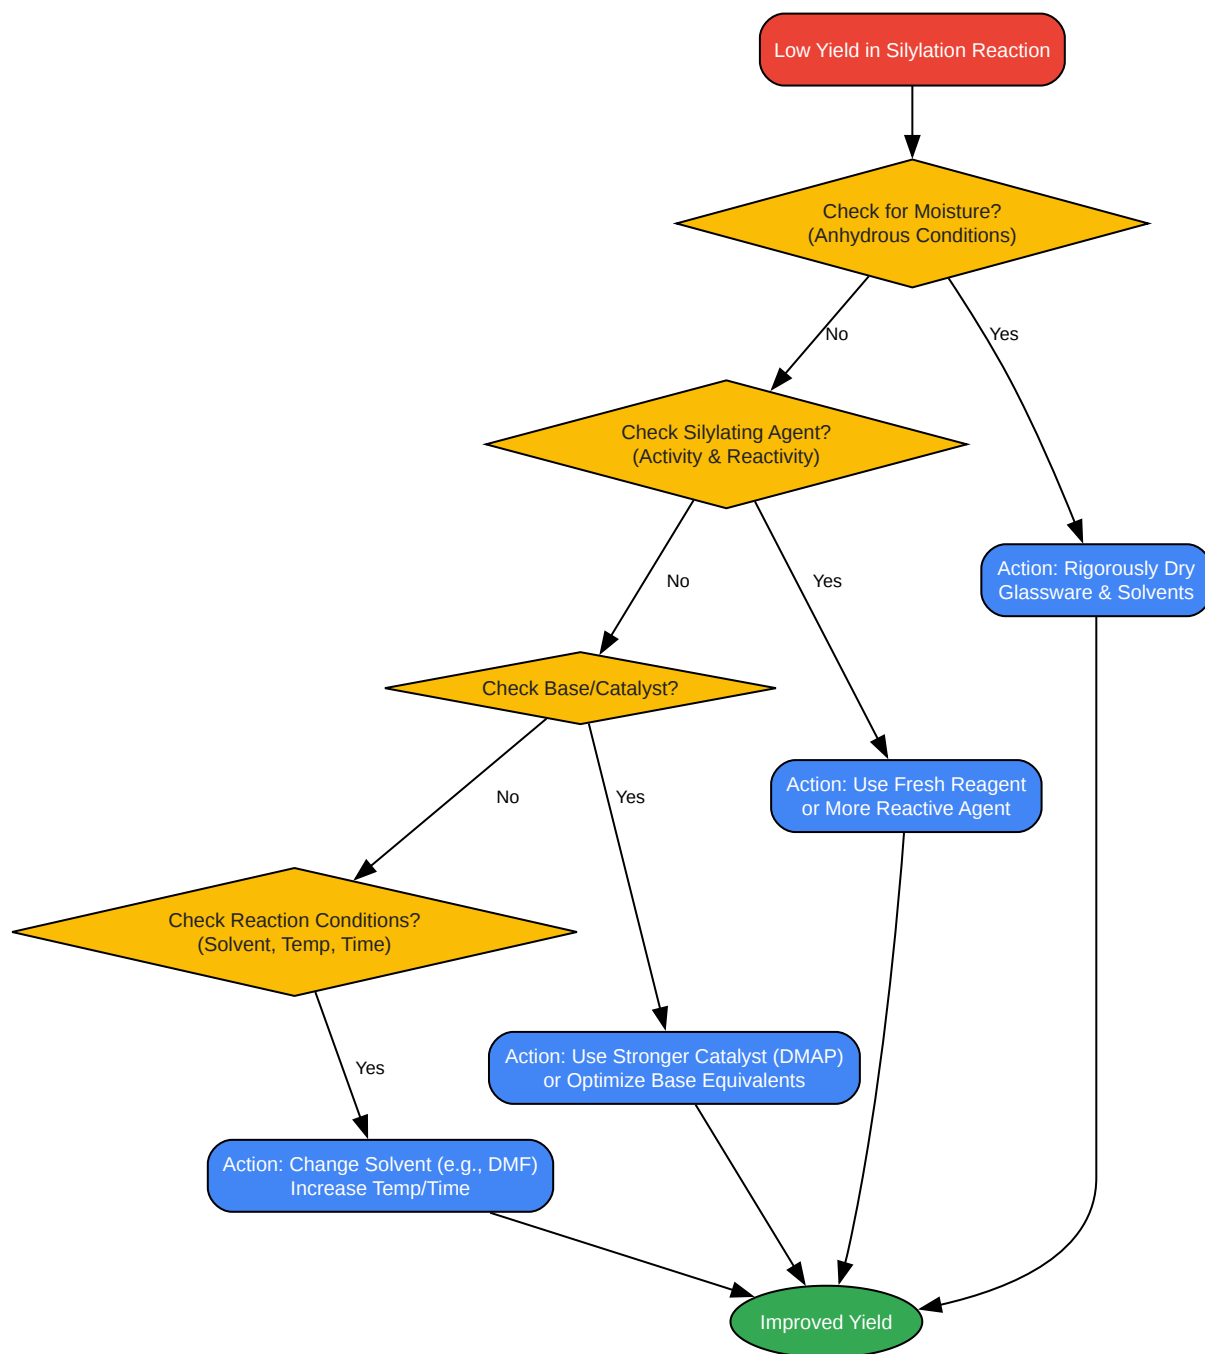 Low Yield in Silylation Reaction
Check for Moisture?
(Anhydrous Conditions)
No
Yes
Check Silylating Agent?
(Activity & Reactivity)
No
Yes
Action: Rigorously Dry
Glassware & Solvents
Check Base/Catalyst?
No
Yes
Action: Use Fresh Reagent
or More Reactive Agent
Check Reaction Conditions?
(Solvent, Temp, Time)
Yes
Action: Use Stronger Catalyst (DMAP)
or Optimize Base Equivalents
Action: Change Solvent (e.g., DMF)
Increase Temp/Time
Improved Yield